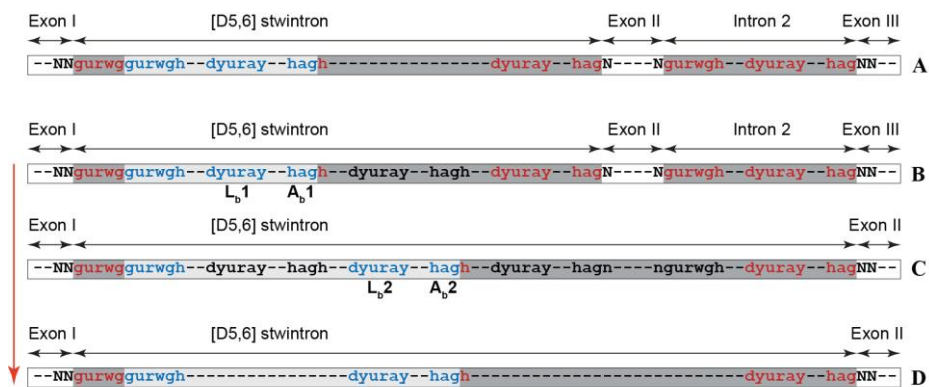 Exon I [D5,6] stwintron Exon II Intron 2 Exon III
--NNgurwggurwgh--dyuray--hagh---------------dyuray--hagN----Ngurwgh--dyuray--hagNN-- A
Exon I [D5,6] stwintron Exon II Intron 2 Exon III
--NNgurwggurwgh--dyuray--hagh--dyuray--hagh--dyuray--hagN----Ngurwgh--dyuray--hagNN-- B
Lb1 Ab1
Exon I [D5,6] stwintron Exon II
--NNgurwggurwgh--dyuray--hagh--dyuray--hagh--dyuray--hagn----ngurwgh--dyuray--hagNN-- C
Lb2 Ab2
Exon I [D5,6] stwintron Exon II
--NNgurwggurwgh----------------dyuray--hagh--------------------------dyuray--hagNN-- D